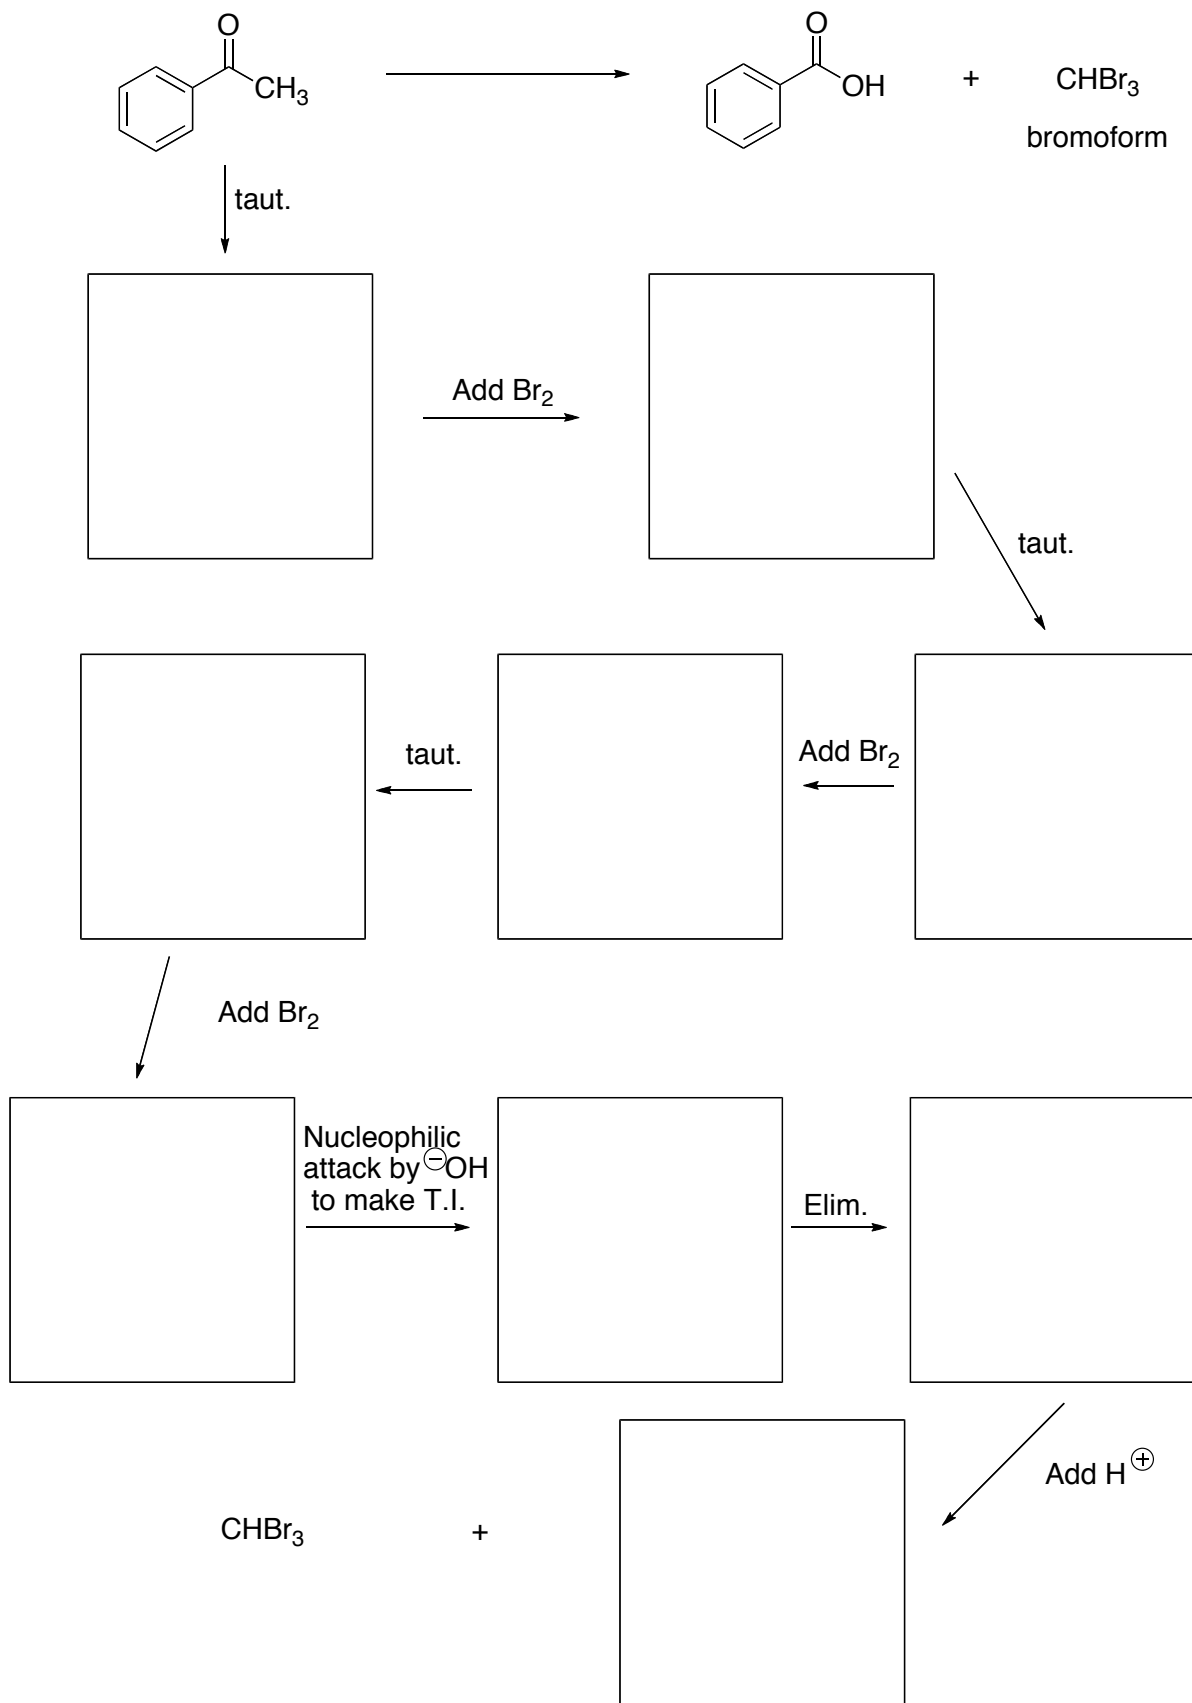 O
CH3
O
OH
+
CHBr3
bromoform
taut.
Add Br2
taut.
taut.
Add Br2
Add Br2
Nucleophilic
attack by ⊖OH
to make T.I.
Elim.
Add H⊕
CHBr3
+